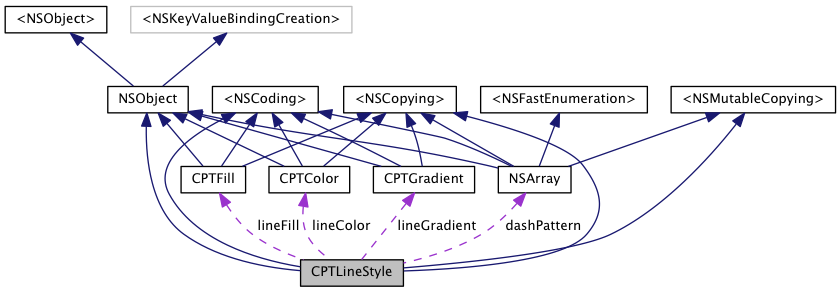 <NSObject>
<NSKeyValueBindingCreation>
NSObject
<NSCoding>
<NSCopying>
<NSFastEnumeration>
<NSMutableCopying>
CPTFill
CPTColor
CPTGradient
NSArray
lineFill
lineColor
lineGradient
dashPattern
CPTLineStyle